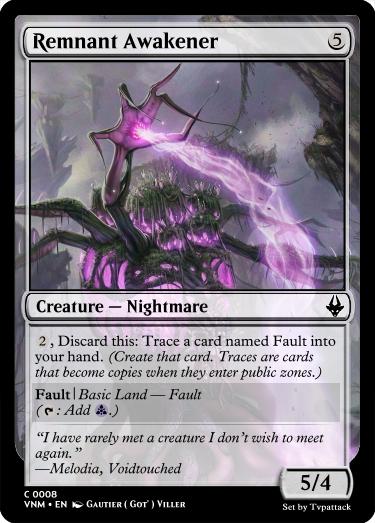 Remnant Awakener 5
Creature — Nightmare
2 , Discard this: Trace a card named Fault into
your hand. (Create that card. Traces are cards
that become copies when they enter public zones.)
Fault | Basic Land — Fault
( : Add .)
“I have rarely met a creature I don’t wish to meet
again.”
—Melodia, Voidtouched
5/4
C 0008
VNM • EN GAUTIER ( GOT' ) VILLER
Set by Tvpattack